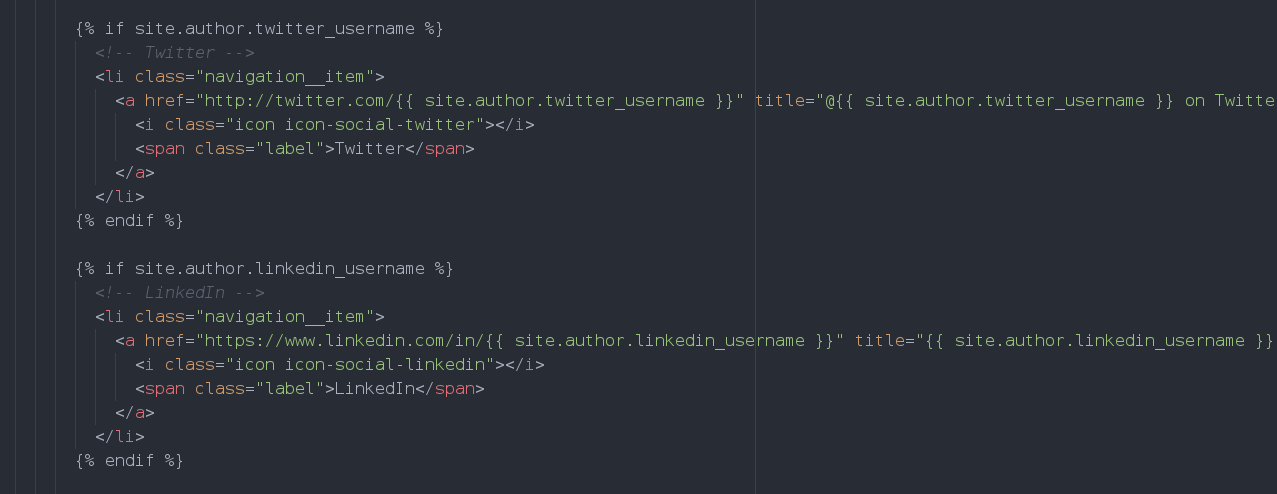 {% if site.author.twitter_username %}
<!-- Twitter -->
<li class="navigation__item">
<a href="http://twitter.com/{{ site.author.twitter_username }}" title="@{{ site.author.twitter_username }} on Twitte
<i class="icon icon-social-twitter"></i>
<span class="label">Twitter</span>
</a>
</li>
{% endif %}
{% if site.author.linkedin_username %}
<!-- LinkedIn -->
<li class="navigation__item">
<a href="https://www.linkedin.com/in/{{ site.author.linkedin_username }}" title="{{ site.author.linkedin_username }}
<i class="icon icon-social-linkedin"></i>
<span class="label">LinkedIn</span>
</a>
</li>
{% endif %}